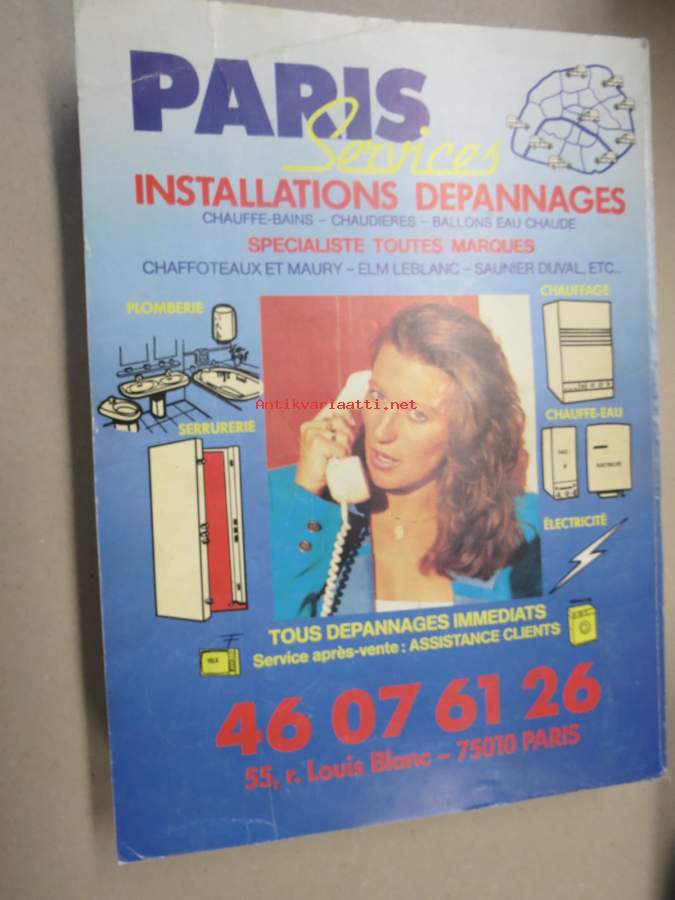 PARIS
Services
INSTALLATIONS DEPANNAGES
CHAUFFE-BAINS – CHAUDIERES – BALLONS EAU CHAUDE
SPECIALISTE TOUTES MARQUES
CHAFFOTEAUX ET MAURY – ELM LEBLANC – SAUNIER DUVAL, ETC...
PLOMBERIE
CHAUFFAGE
Antikvariaatti.net
SERRURERIE
CHAUFFE-EAU
GAZ
ÉLECTRICITÉ
TOUS DEPANNAGES IMMEDIATS
Service après-vente : ASSISTANCE CLIENTS
TELE
46 07 61 26
55, r. Louis Blanc – 75010 PARIS